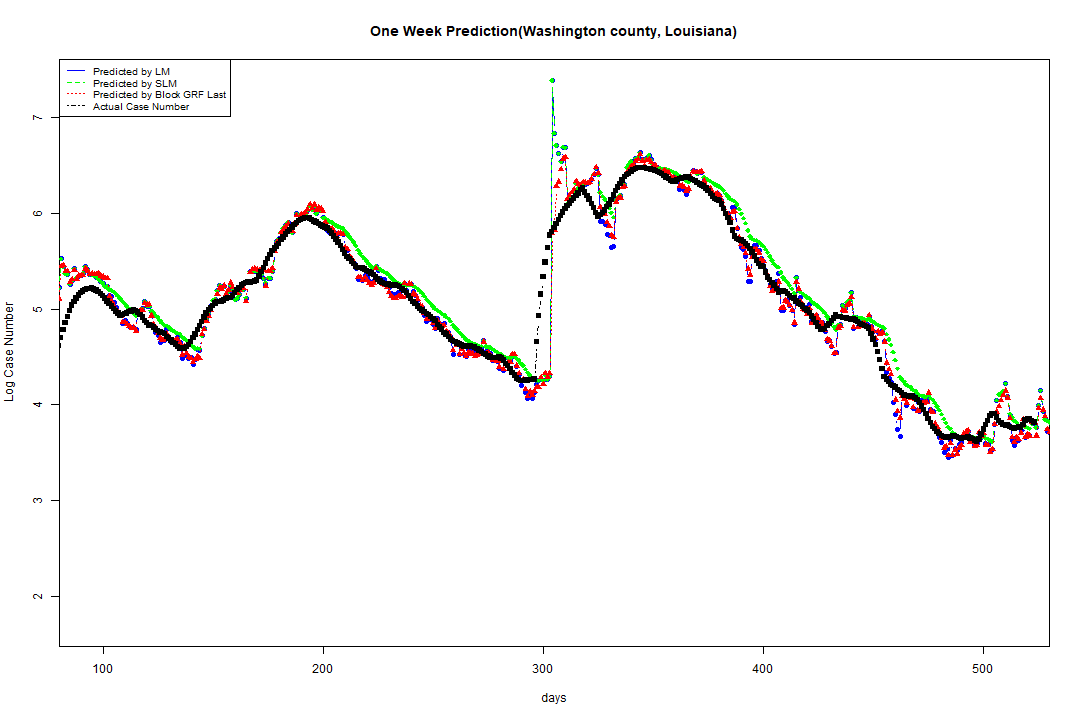 One Week Prediction(Washington county, Louisiana)
Predicted by LM
Predicted by SLM
Predicted by Block GRF Last
Actual Case Number
7
6
5
4
3
2
Log Case Number
100 200 300 400 500
days